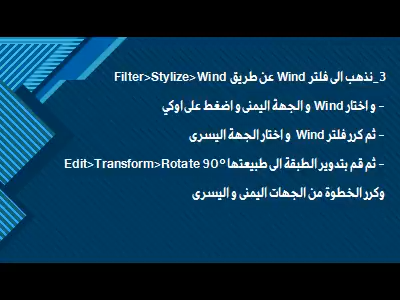 3_نذهب الى فلتر Wind عن طريق Filter>Stylize>Wind
- و اختار Wind و الجهة اليمنى و اضغط على اوكي
- ثم كرر فلتر Wind و اختار الجهة اليسرى
- ثم قم بتدوير الطبقة الى طبيعتها Edit>Transform>Rotate 90°
وكرر الخطوة من الجهات اليمنى و اليسرى